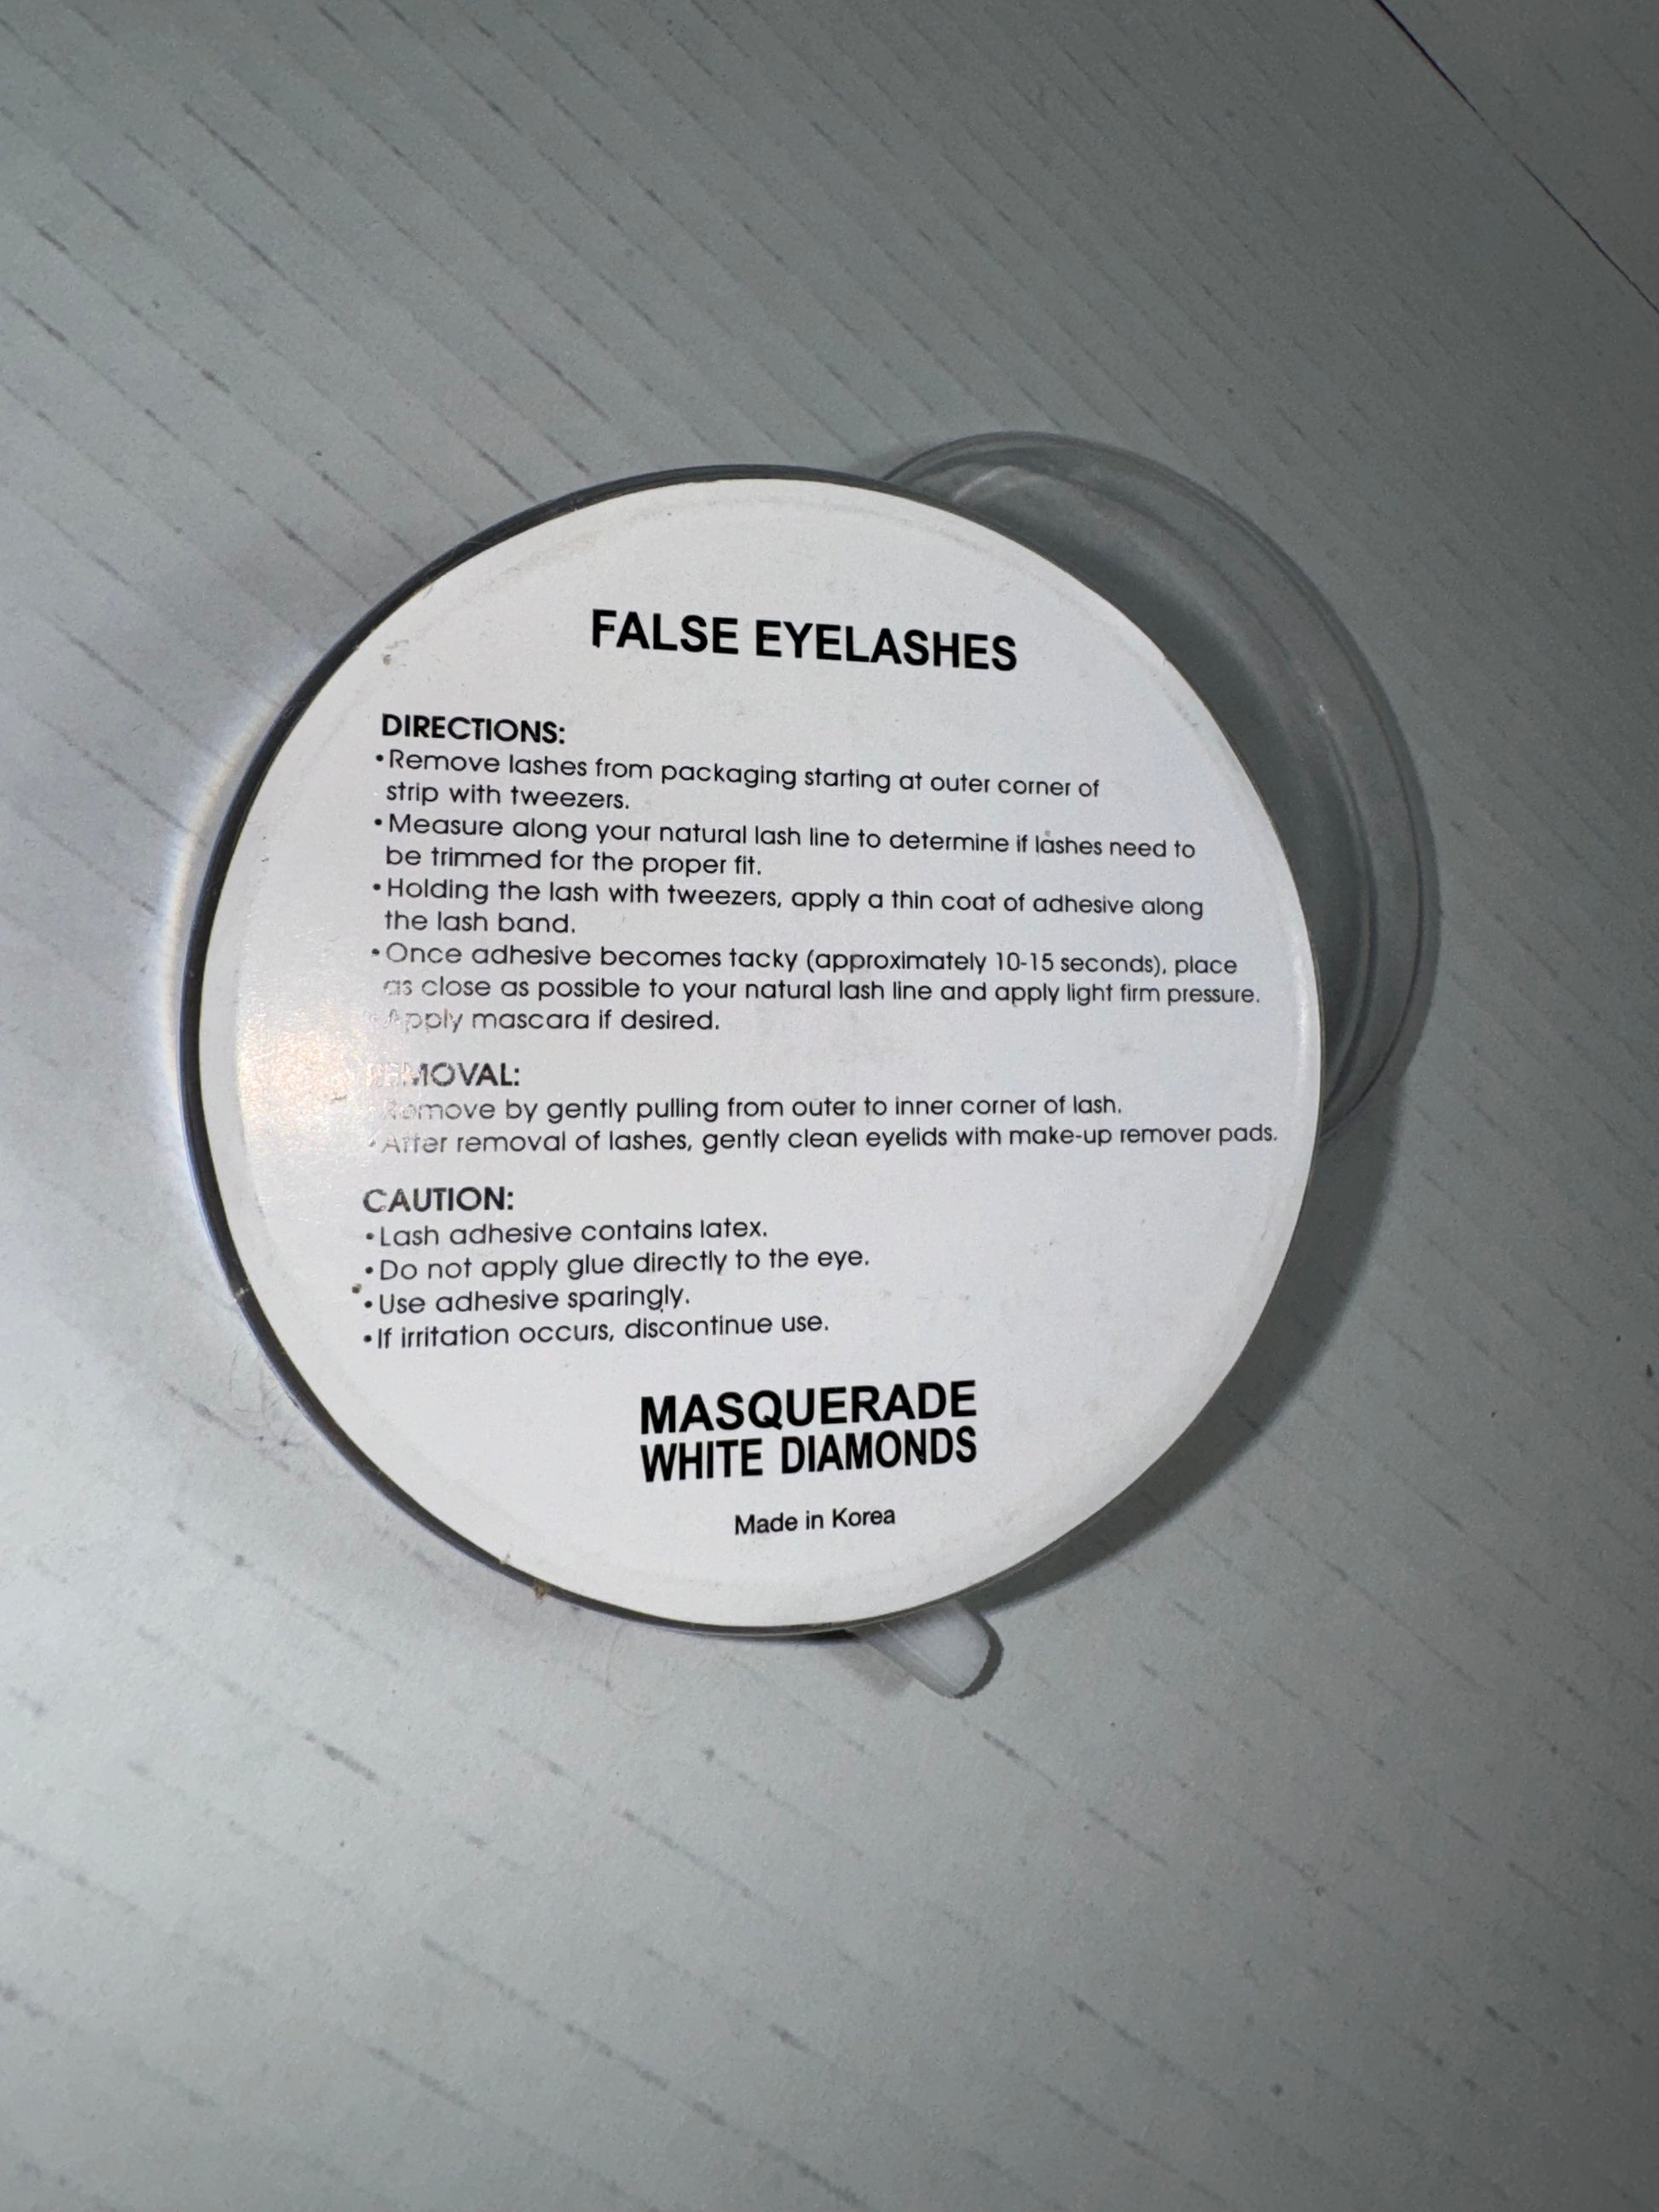 FALSE EYELASHES
DIRECTIONS:
•Remove lashes from packaging starting at outer corner of
strip with tweezers.
•Measure along your natural lash line to determine if lashes need to
be trimmed for the proper fit.
•Holding the lash with tweezers, apply a thin coat of adhesive along
the lash band.
•Once adhesive becomes tacky (approximately 10-15 seconds), place
as close as possible to your natural lash line and apply light firm pressure.
•Apply mascara if desired.
REMOVAL:
•Remove by gently pulling from outer to inner corner of lash.
•After removal of lashes, gently clean eyelids with make-up remover pads.
CAUTION:
•Lash adhesive contains latex.
•Do not apply glue directly to the eye.
•Use adhesive sparingly.
•If irritation occurs, discontinue use.
MASQUERADE
WHITE DIAMONDS
Made in Korea